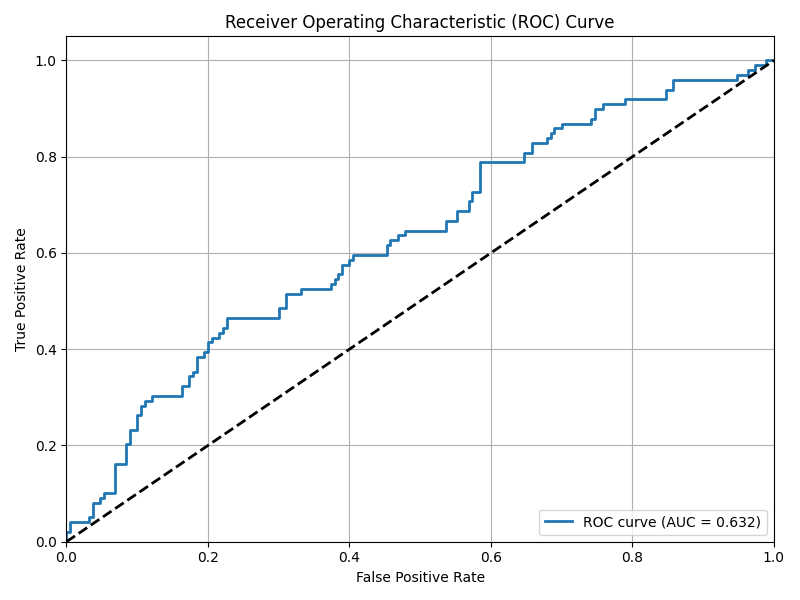 Receiver Operating Characteristic (ROC) Curve
1.0
0.8
0.6
0.4
0.2
0.0
True Positive Rate
ROC curve (AUC = 0.632)
0.0 0.2 0.4 0.6 0.8 1.0
False Positive Rate